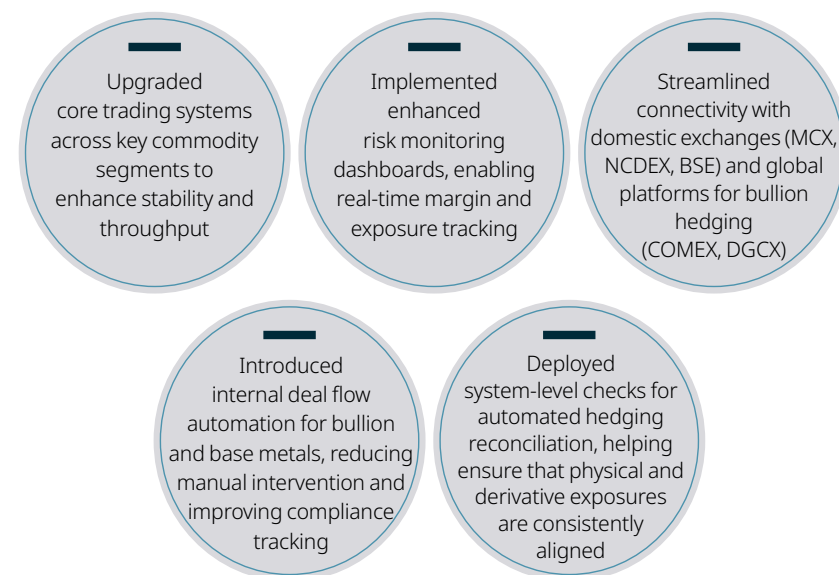 Upgraded
core trading systems
across key commodity
segments to
enhance stability and
throughput
Implemented
enhanced
risk monitoring
dashboards, enabling
real-time margin and
exposure tracking
Streamlined
connectivity with
domestic exchanges (MCX,
NCDEX, BSE) and global
platforms for bullion
hedging
(COMEX, DGCX)
Introduced
internal deal flow
automation for bullion
and base metals, reducing
manual intervention and
improving compliance
tracking
Deployed
system-level checks for
automated hedging
reconciliation, helping
ensure that physical and
derivative exposures
are consistently
aligned